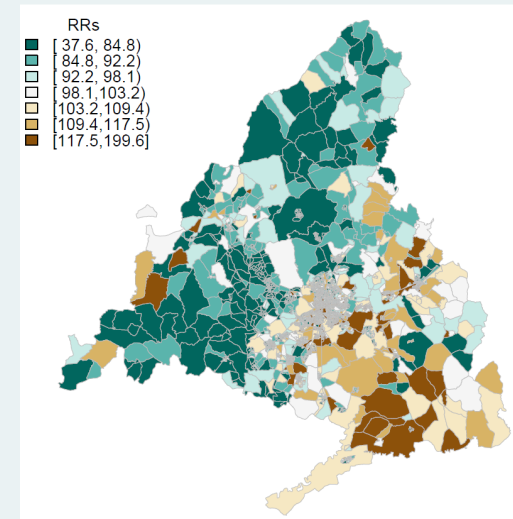 RRs
[ 37.6, 84.8)
[ 84.8, 92.2)
[ 92.2, 98.1)
[ 98.1,103.2)
[103.2,109.4)
[109.4,117.5)
[117.5,199.6]